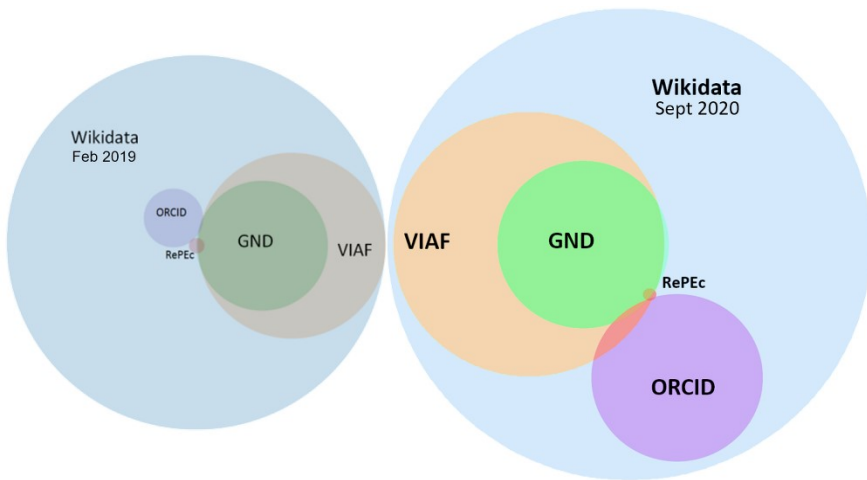 Wikidata
Feb 2019
ORCID
RePEc
GND
VIAF
Wikidata
Sept 2020
VIAF
GND
RePEc
ORCID